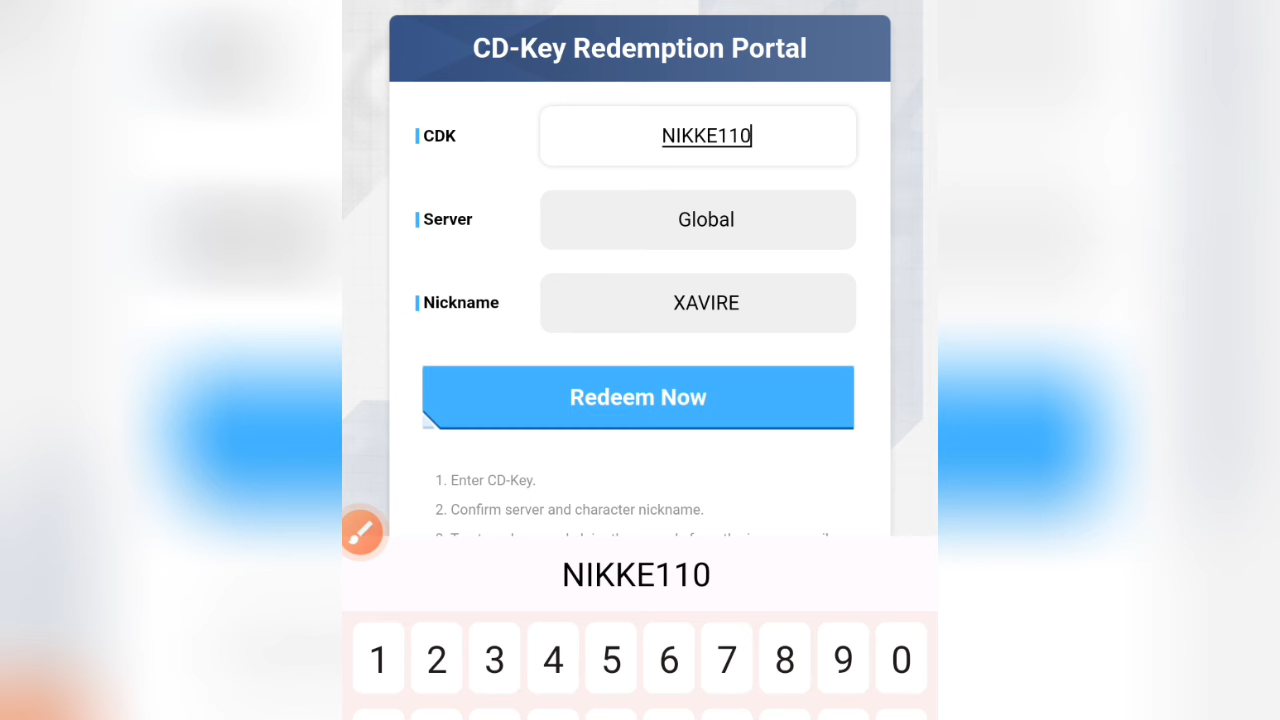 CD-Key Redemption Portal
CDK
NIKKE110
Server
Global
Nickname
XAVIRE
Redeem Now
1. Enter CD-Key.
2. Confirm server and character nickname.
NIKKE110
1 2 3 4 5 6 7 8 9 0